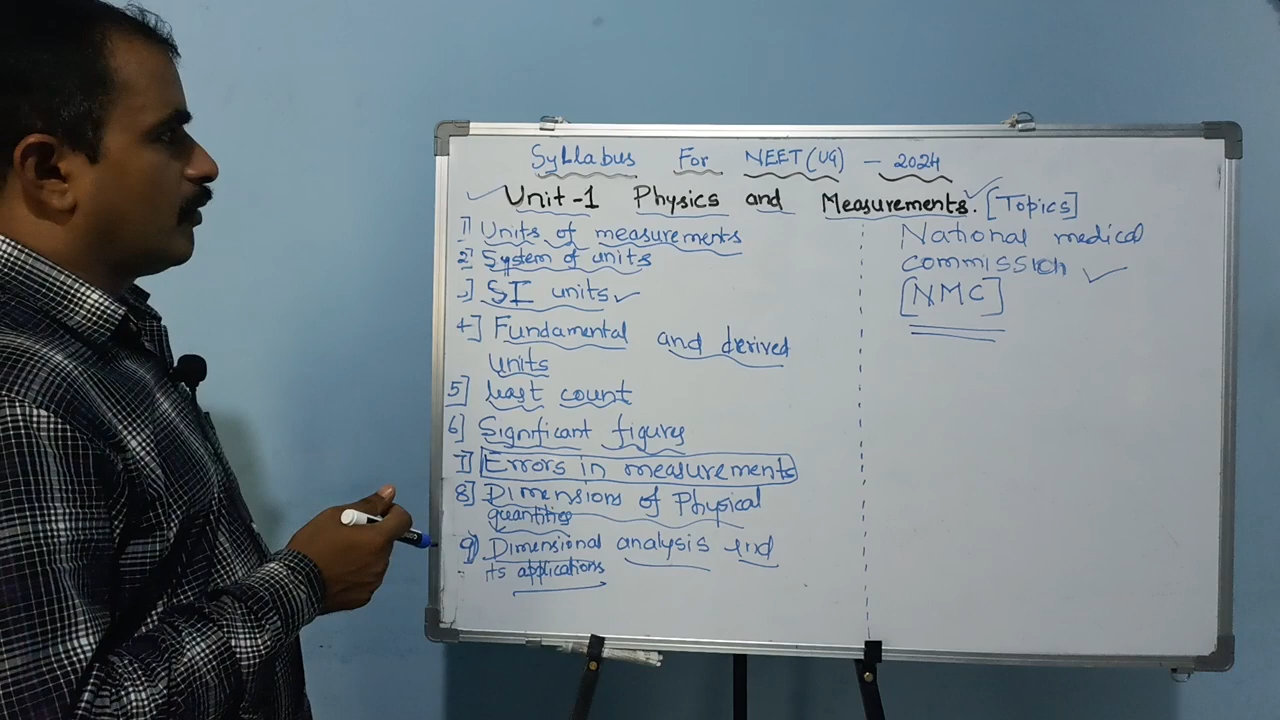 Syllabus For NEET(UG) – 2024
Unit-1 Physics and Measurements. [Topics]
1] Units of measurements
2] System of units
3] SI units
4] Fundamental and derived
units
5] least count
6] Significant figures
7] Errors in measurements
8] Dimensions of Physical
quantities
9] Dimensional analysis and
its applications
National medical
commission
[NMC]